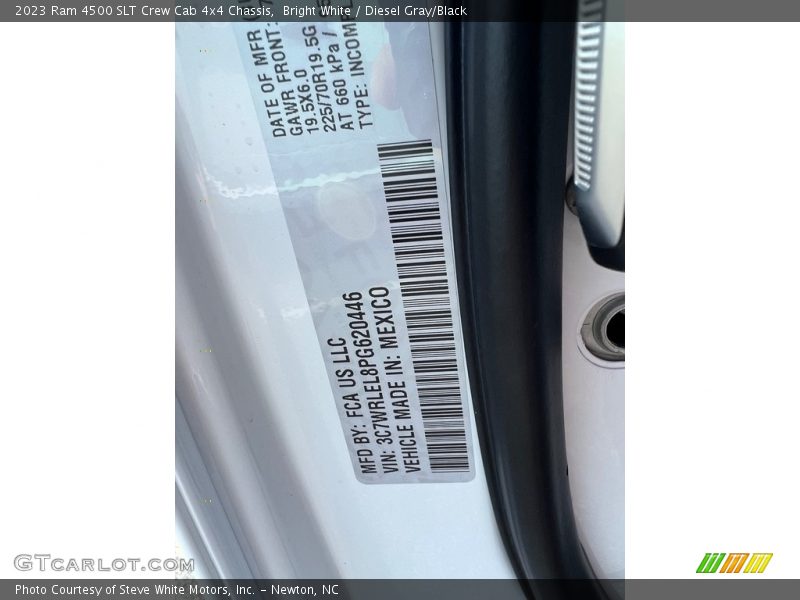 2023 Ram 4500 SLT Crew Cab 4x4 Chassis, Bright White / Diesel Gray/Black
DATE OF MFR
GAWR FRONT:
19.5X6.0
225/70R19.5G
AT 660 kPa /
TYPE:
MFD BY: FCA US LLC
VIN: 3C7WRLEL8PG620446
VEHICLE MADE IN: MEXICO
GTCARLOT.COM
Photo Courtesy of Steve White Motors, Inc. – Newton, NC